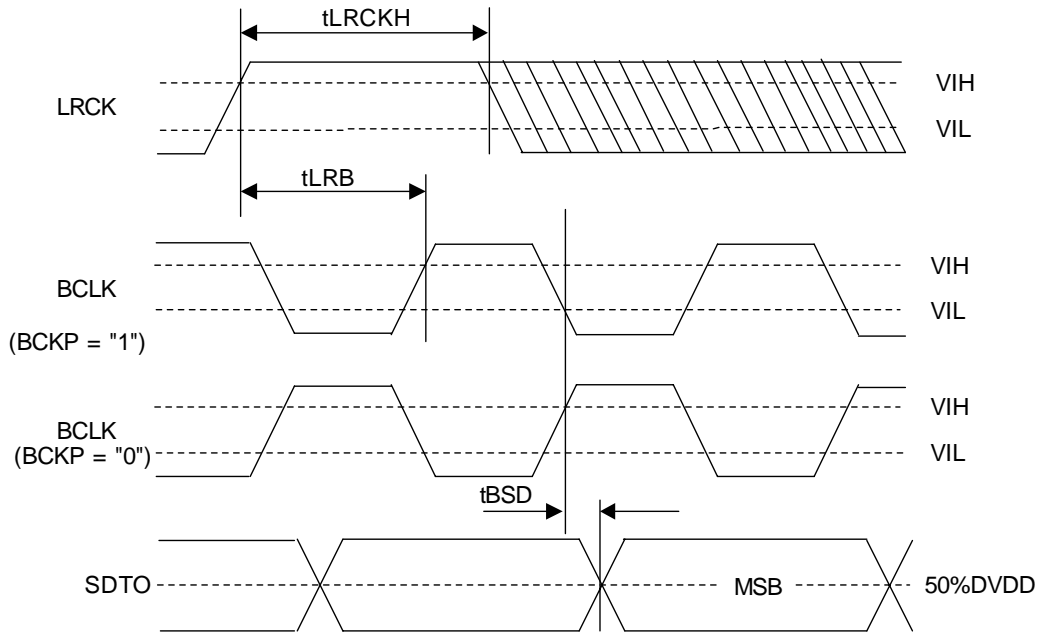 tLRCKH
LRCK
VIH
VIL
tLRB
BCLK
(BCKP = "1")
VIH
VIL
BCLK
(BCKP = "0")
VIH
VIL
tBSD
SDTO
MSB
50%DVDD